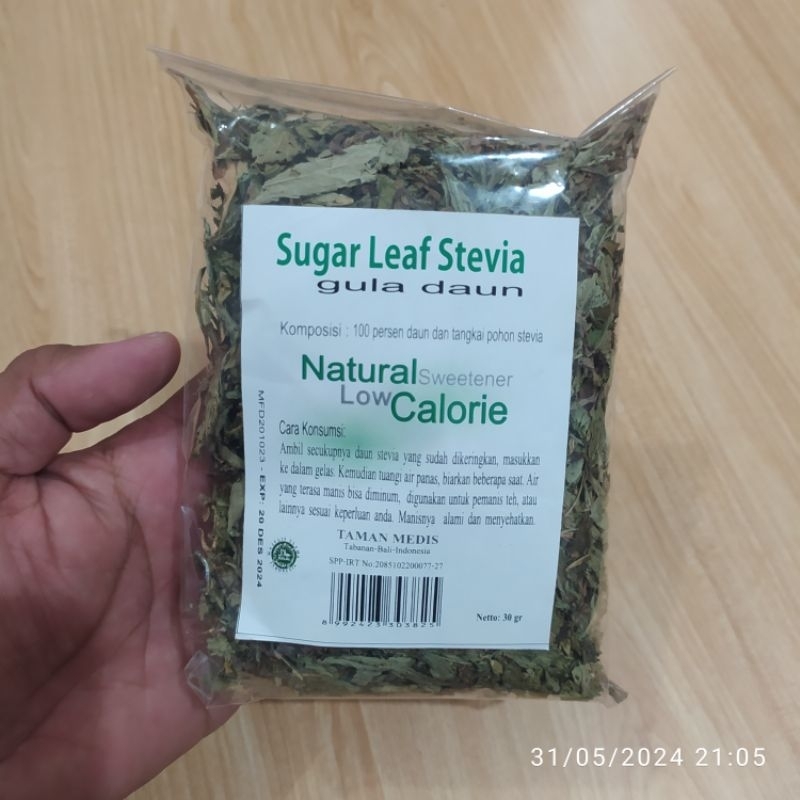 Sugar Leaf Stevia
gula daun
Komposisi : 100 persen daun dan tangkai pohon stevia
Natural Sweetener
Low Calorie
Cara Konsumsi:
Ambil secukupnya daun stevia yang sudah dikeringkan, masukkan
ke dalam gelas. Kemudian tuangi air panas, biarkan beberapa saat. Air
yang terasa manis bisa diminum, digunakan untuk pemanis teh, atau
lainnya sesuai keperluan anda. Manisnya alami dan menyehatkan.
TAMAN MEDIS
Tabanan-Bali-Indonesia
SPP-IRT No:2085102200077-27
8 992423 303825
Netto: 30 gr
MFD201023 - EXP: 20 DES 2024
31/05/2024 21:05